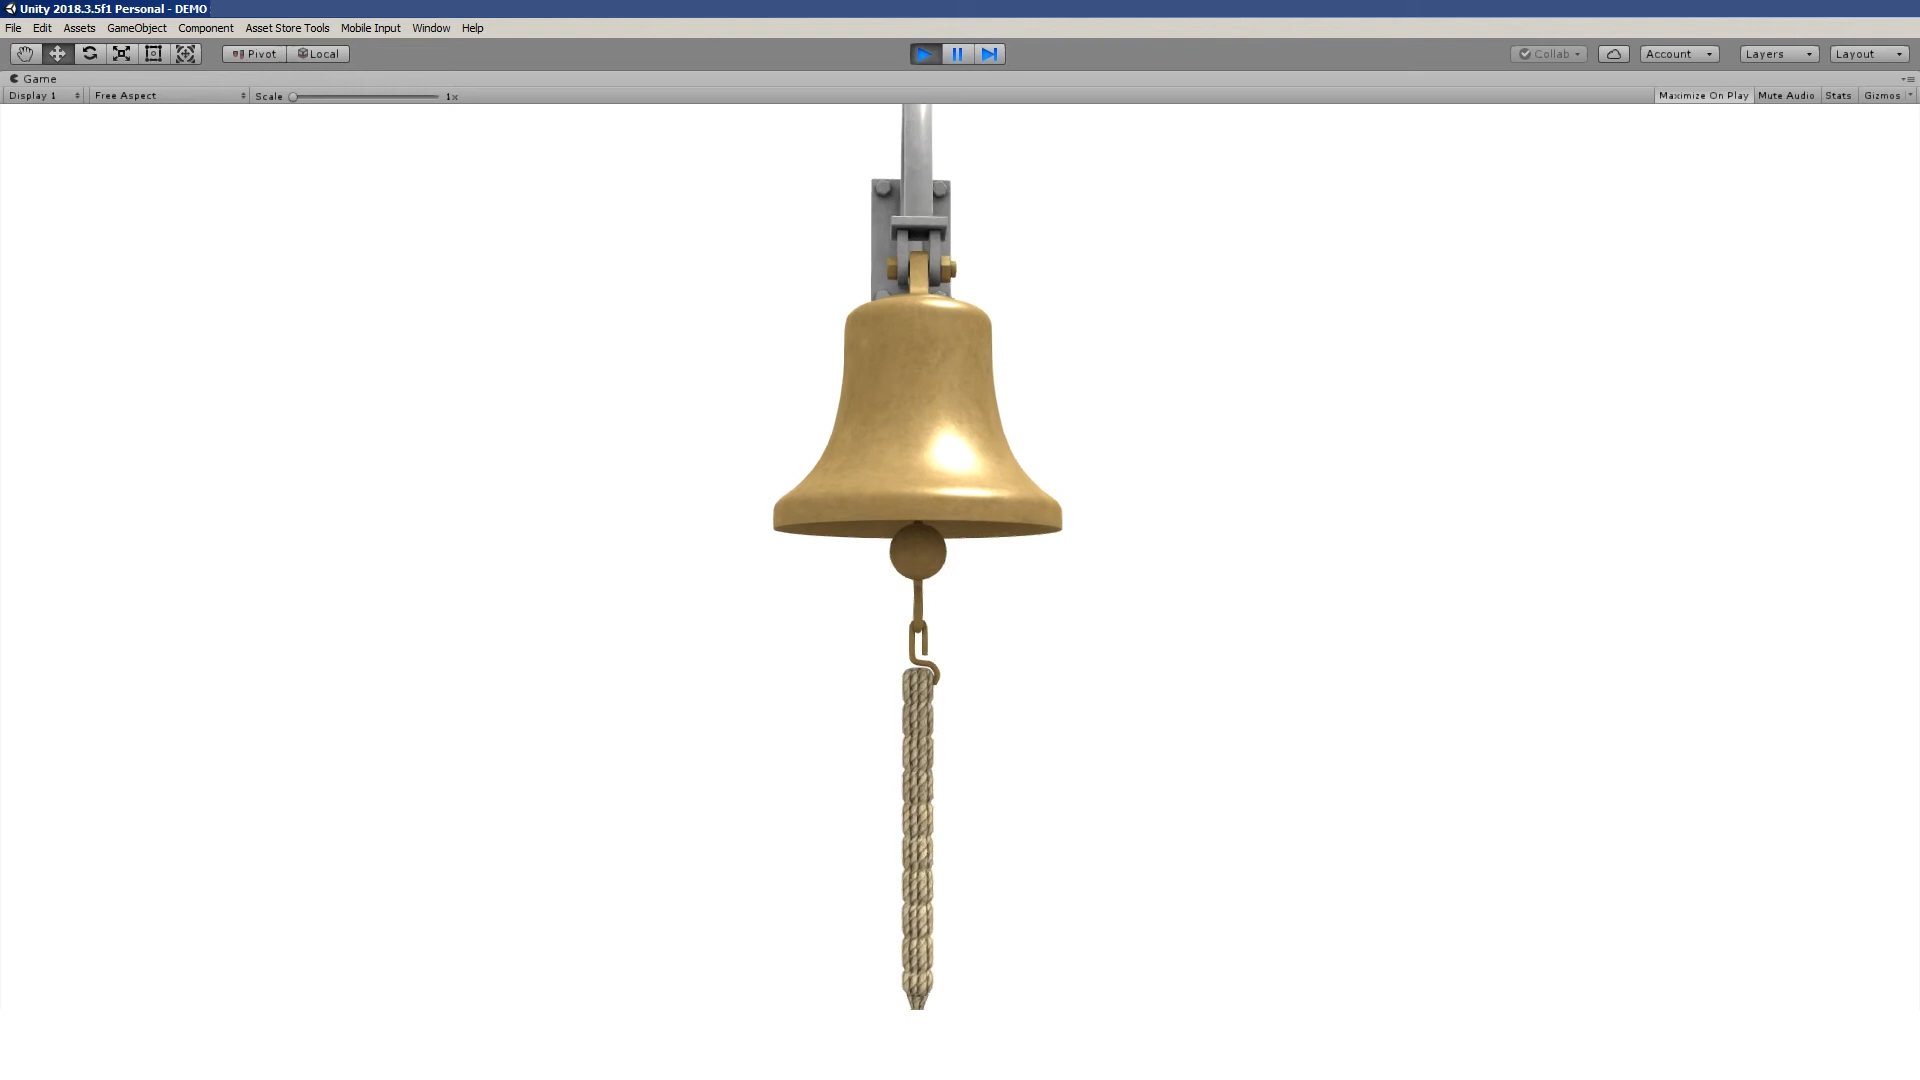 Unity 2018.3.5f1 Personal - DEMO
File Edit Assets GameObject Component Asset Store Tools Mobile Input Window Help
Pivot Local Collab Account Layers Layout
Game
Display 1 Free Aspect Scale 1x Maximize On Play Mute Audio Stats Gizmos